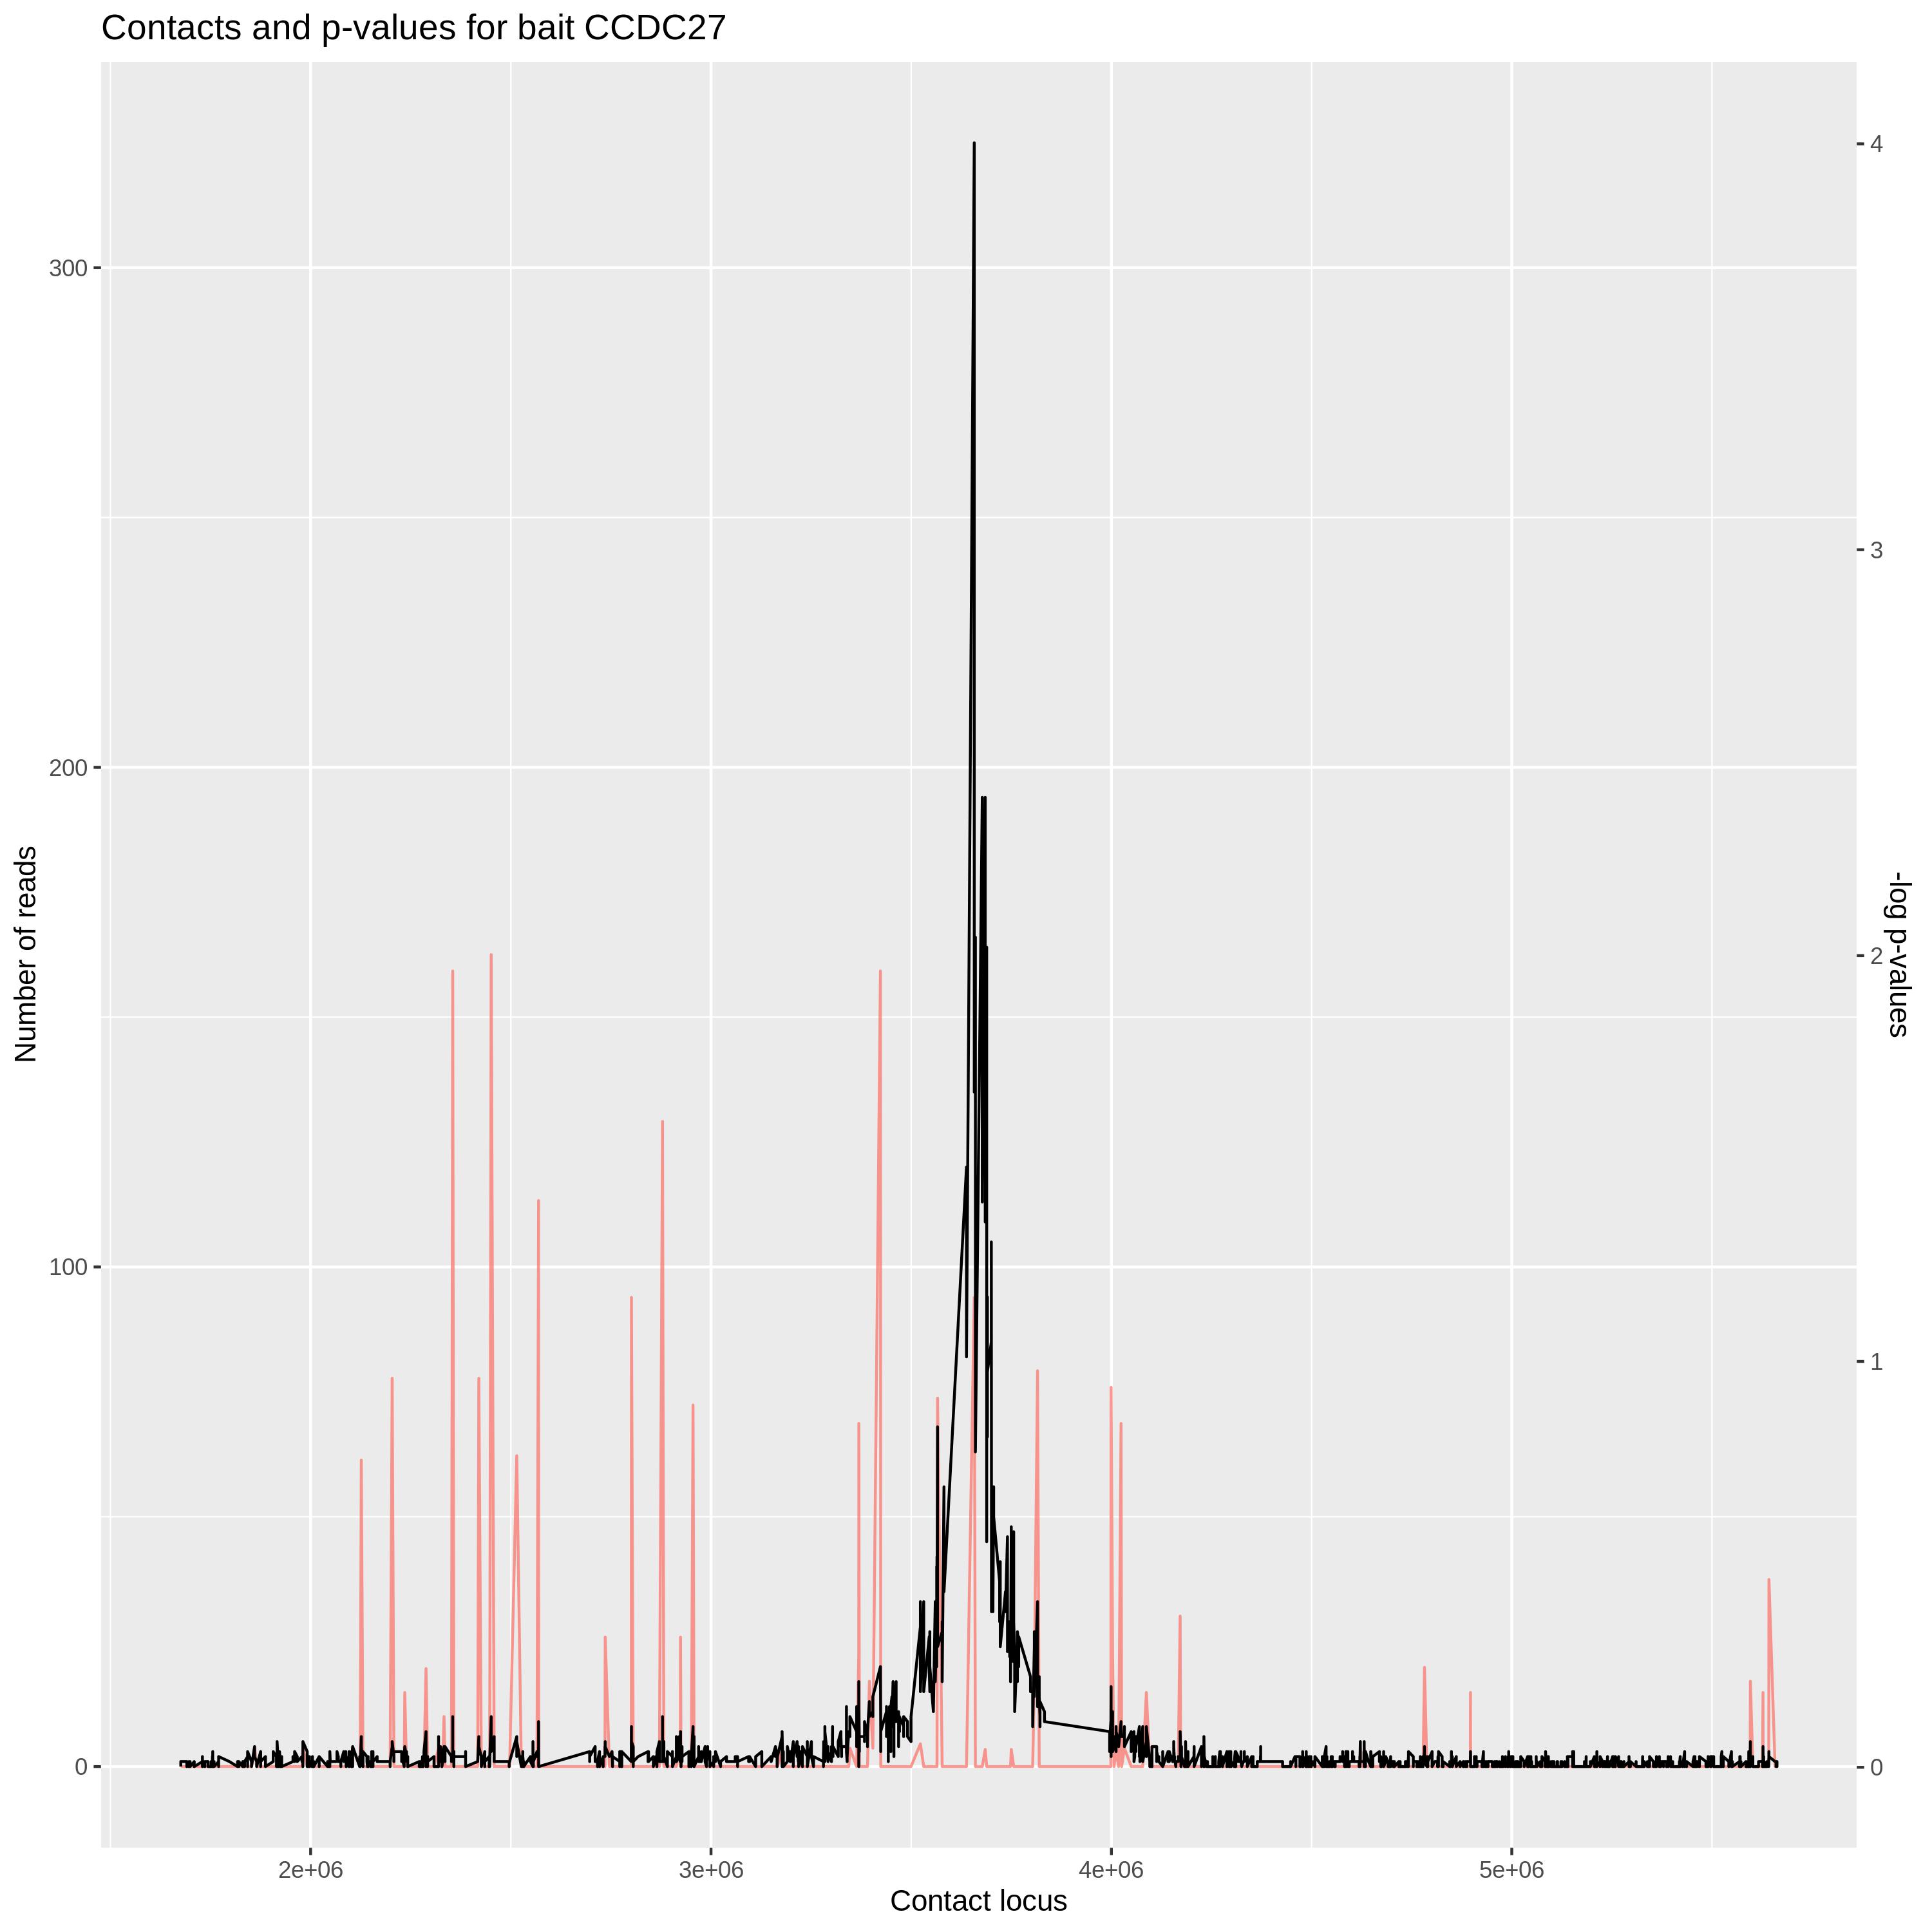 Contacts and p-values for bait CCDC27
Number of reads
300
200
100
0
4
3
2
1
0
-log p-values
2e+06 3e+06 4e+06 5e+06
Contact locus